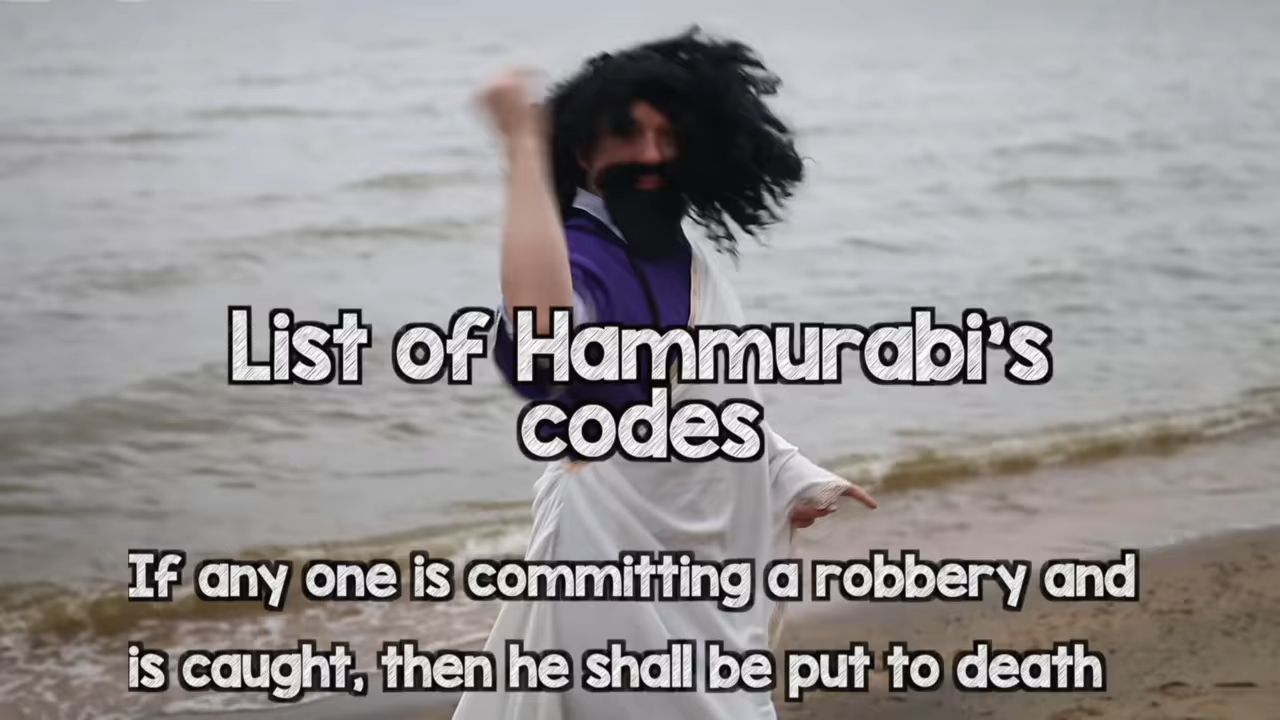 List of Hammurabi's
codes
If any one is committing a robbery and
is caught, then he shall be put to death